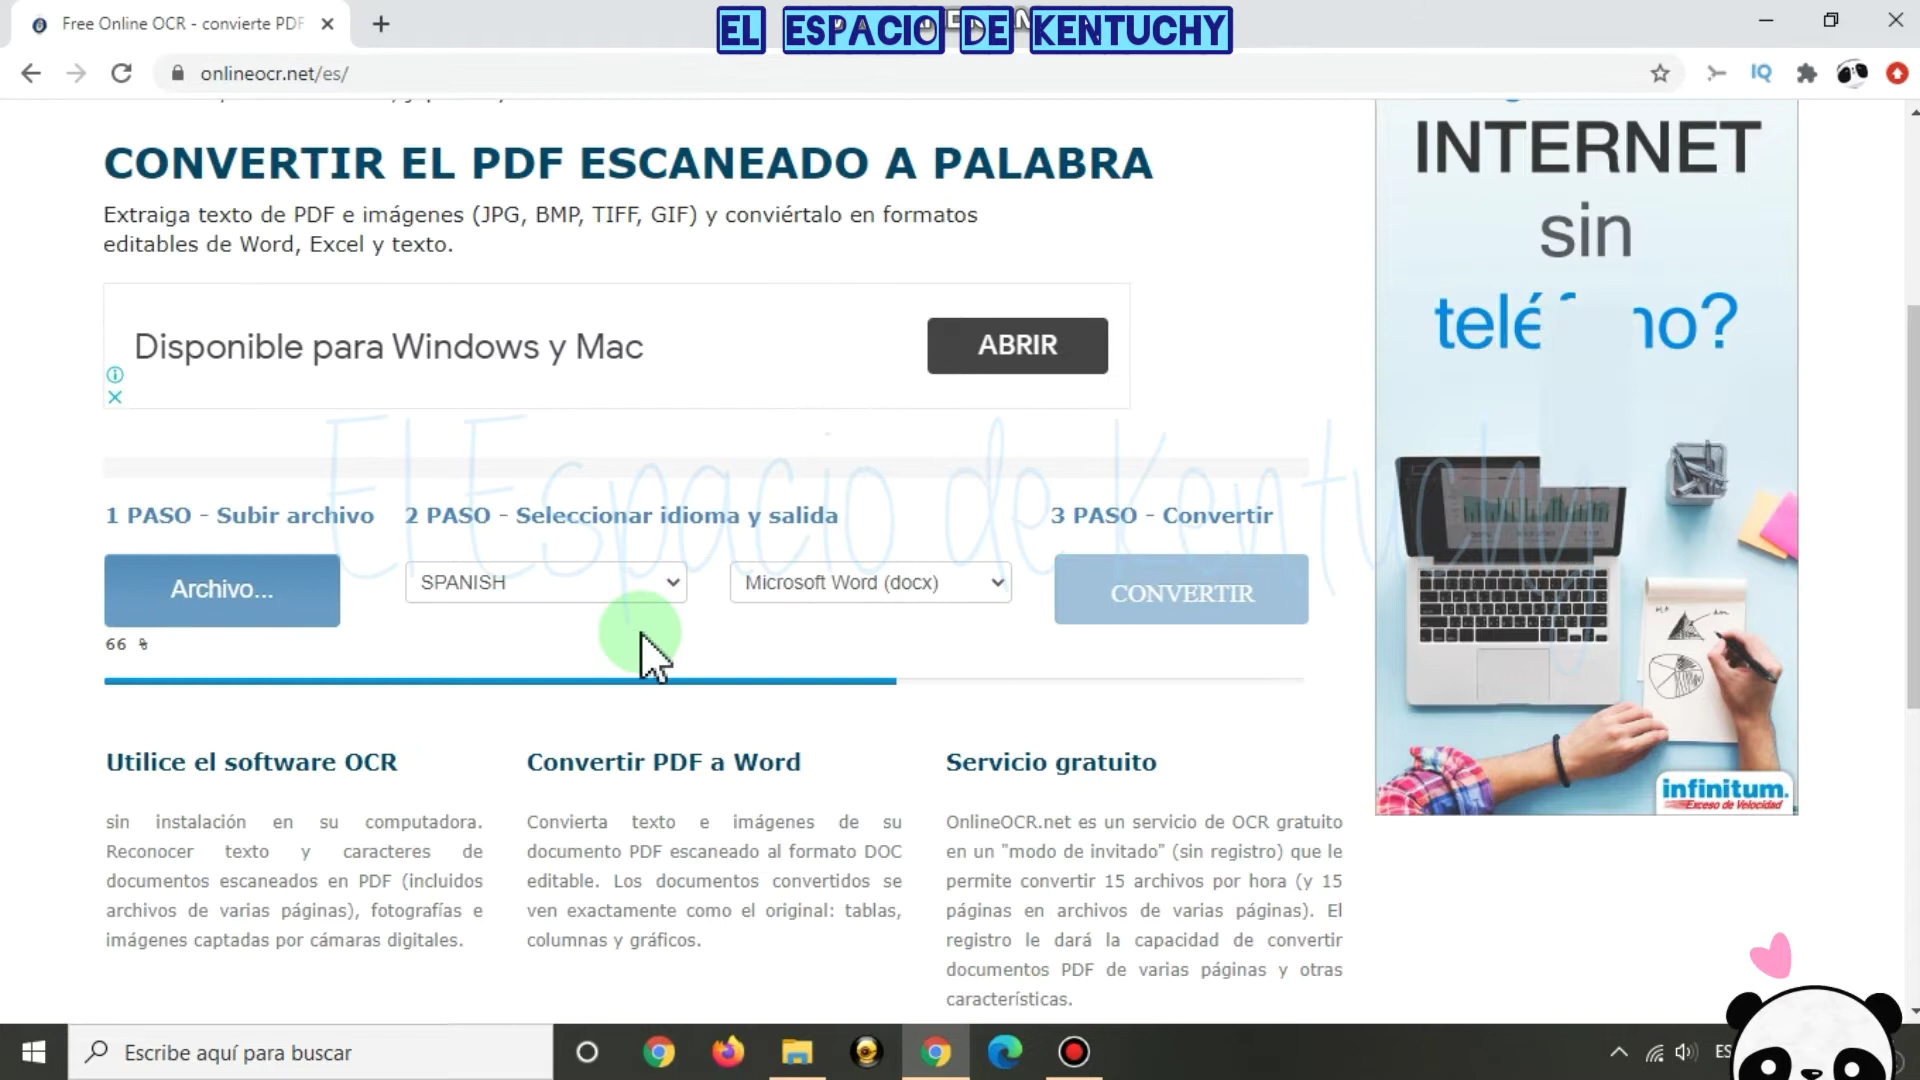 Free Online OCR - convierte PDF
EL ESPACIO DE KENTUCHY
onlineocr.net/es/
IQ
CONVERTIR EL PDF ESCANEADO A PALABRA
Extraiga texto de PDF e imágenes (JPG, BMP, TIFF, GIF) y conviértalo en formatos
editables de Word, Excel y texto.
Disponible para Windows y Mac
ABRIR
INTERNET
sin
El Espacio de Kentuchy
1 PASO - Subir archivo
2 PASO - Seleccionar idioma y salida
3 PASO - Convertir
Archivo...
SPANISH
Microsoft Word (docx)
CONVERTIR
66 %
infinitum.
Exceso de Velocidad
Utilice el software OCR
sin instalación en su computadora.
Reconocer texto y caracteres de
documentos escaneados en PDF (incluidos
archivos de varias páginas), fotografías e
imágenes captadas por cámaras digitales.
Convertir PDF a Word
Convierta texto e imágenes de su
documento PDF escaneado al formato DOC
editable. Los documentos convertidos se
ven exactamente como el original: tablas,
columnas y gráficos.
Servicio gratuito
OnlineOCR.net es un servicio de OCR gratuito
en un "modo de invitado" (sin registro) que le
permite convertir 15 archivos por hora (y 15
páginas en archivos de varias páginas). El
registro le dará la capacidad de convertir
documentos PDF de varias páginas y otras
características.
Escribe aquí para buscar
ES